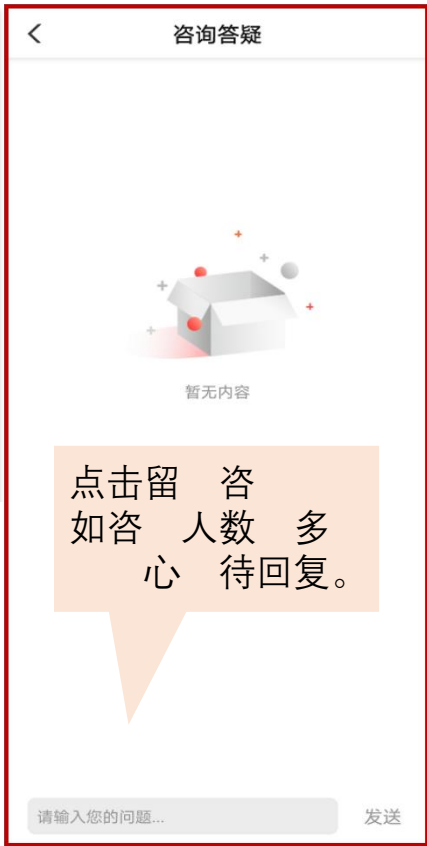 咨询答疑
暂无内容
点击留 咨
如咨 人数 多
心 待回复。
请输入您的问题...
发送